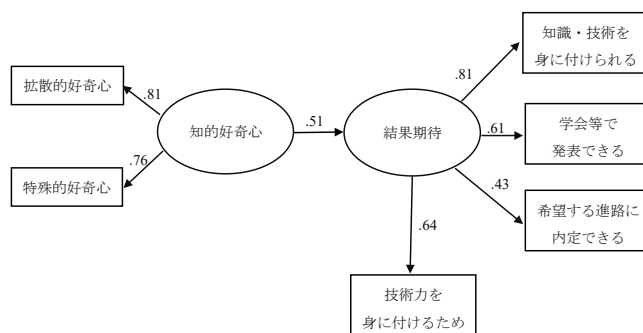 拡散的好奇心
.81
知的好奇心
特殊的好奇心
.76
.51
結果期待
.81
知識・技術を
身に付けられる
.61
学会等で
発表できる
.43
希望する進路に
内定できる
.64
技術力を
身に付けるため